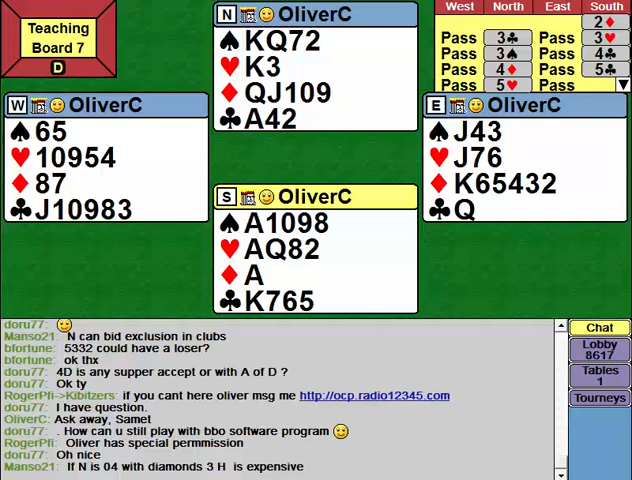 Teaching
Board 7
D
West North East South
2♦
Pass 3♣ Pass 3♥
Pass 3♠ Pass 4♣
Pass 4♦ Pass 5♣
Pass 5♥ Pass
N OliverC
♠ KQ72
♥ K3
♦ QJ109
♣ A42
W OliverC
♠ 65
♥ 10954
♦ 87
♣ J10983
E OliverC
♠ J43
♥ J76
♦ K65432
♣ Q
S OliverC
♠ A1098
♥ AQ82
♦ A
♣ K765
doru77:
Manso21: N can bid exclusion in clubs
bfortune: 5332 could have a loser?
bfortune: ok thx
doru77: 4D is any supper accept or with A of D ?
doru77: Ok ty
RogerPfi->Kibitzers: if you cant here oliver msg me http://ocp.radio12345.com
doru77: I have question.
OliverC: Ask away, Samet
doru77: . How can u still play with bbo software program
RogerPfi: Oliver has special permmission
doru77: Oh nice
Manso21: If N is 04 with diamonds 3 H is expensive
Chat
Lobby
8617
Tables
1
Tourneys